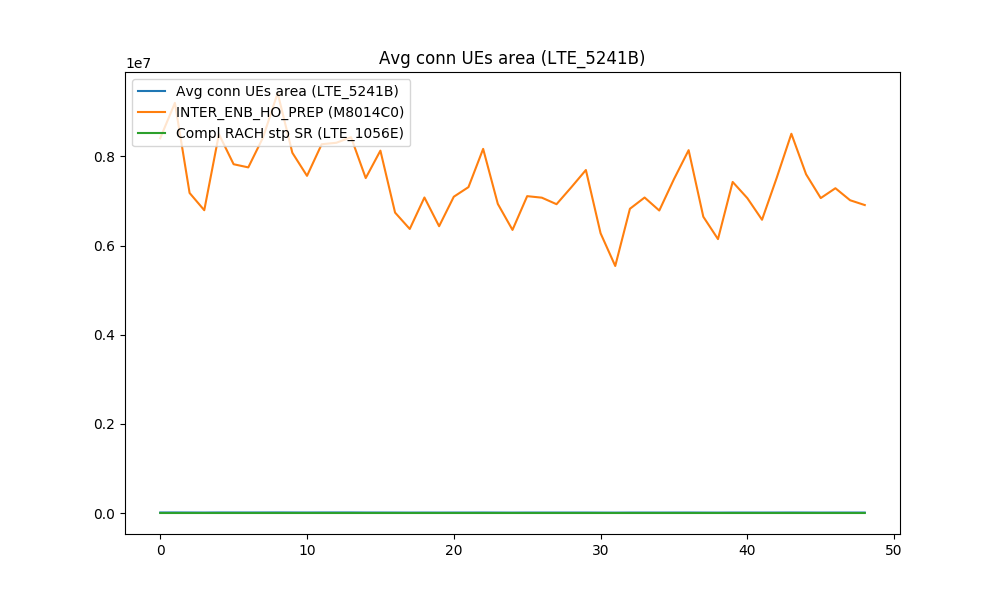 Avg conn UEs area (LTE_5241B)
1e7
Avg conn UEs area (LTE_5241B)
INTER_ENB_HO_PREP (M8014C0)
Compl RACH stp SR (LTE_1056E)
0.8
0.6
0.4
0.2
0.0
0 10 20 30 40 50